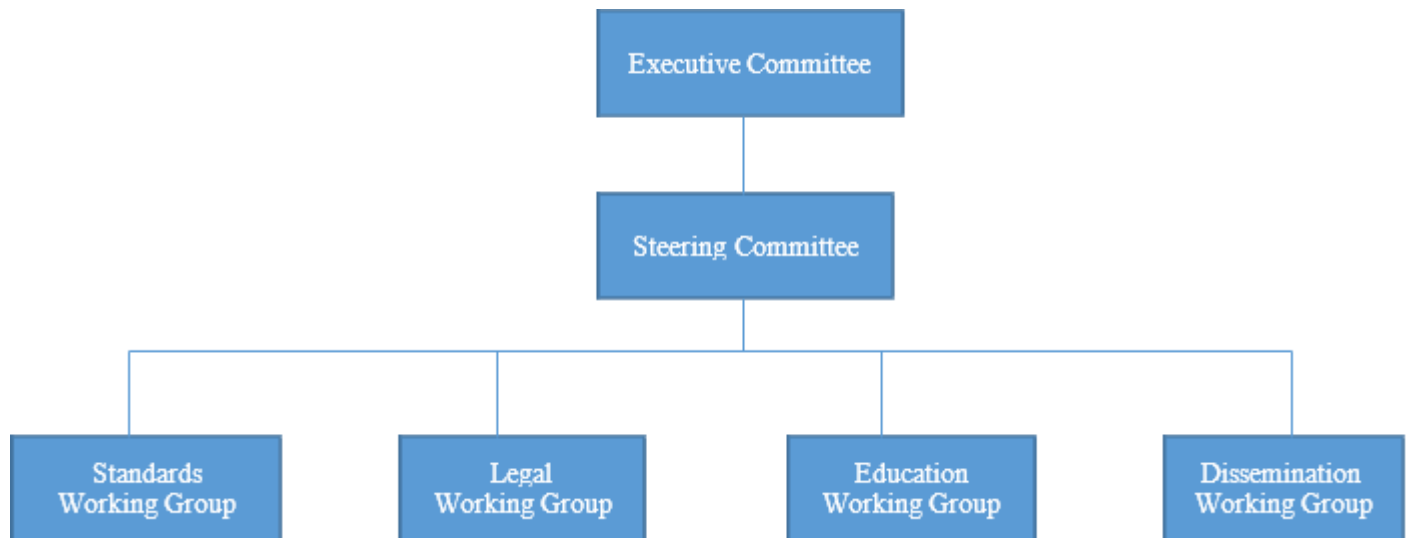 Executive Committee
Steering Committee
Standards
Working Group
Legal
Working Group
Education
Working Group
Dissemination
Working Group